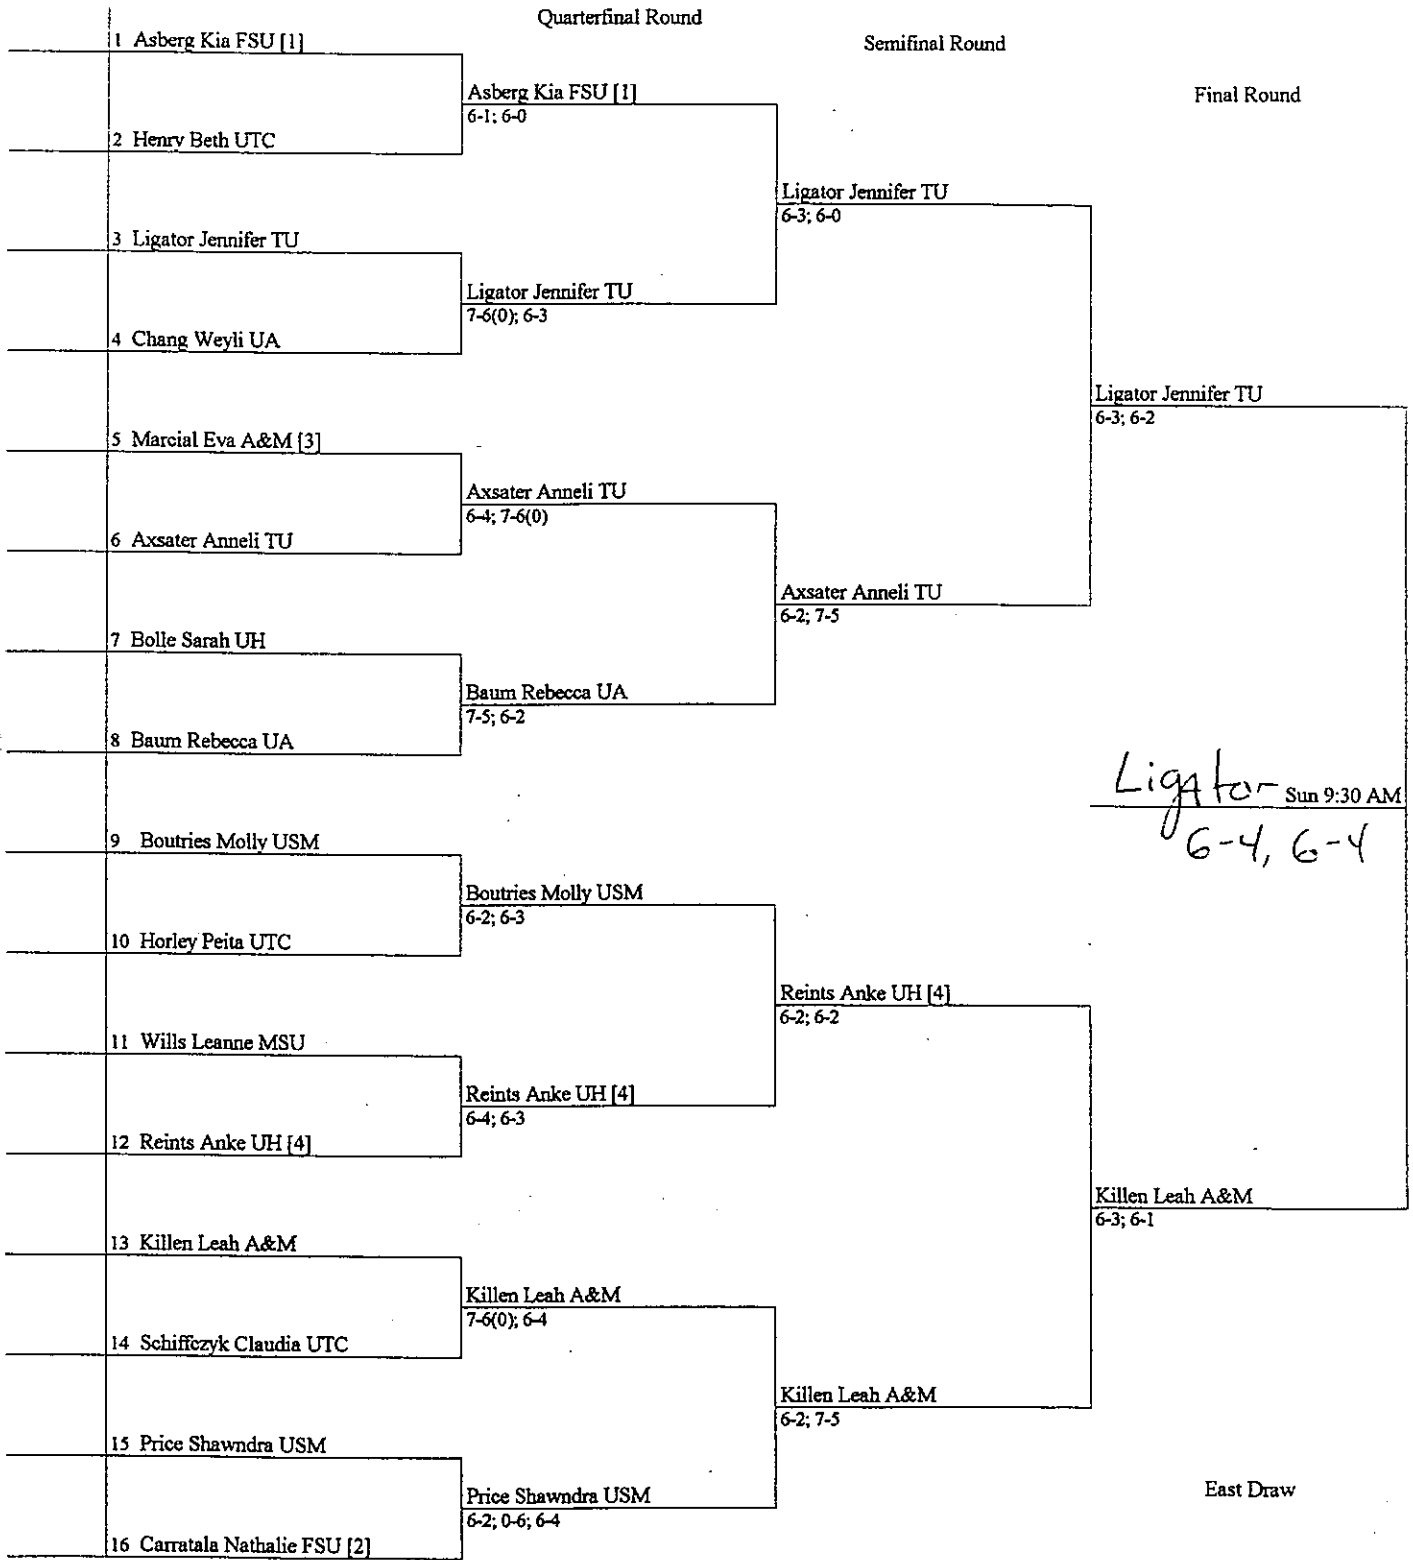 Quarterfinal Round
Semifinal Round
Final Round
1 Asberg Kia FSU [1]
Asberg Kia FSU [1]
6-1; 6-0
2 Henry Beth UTC
Ligator Jennifer TU
6-3; 6-0
3 Ligator Jennifer TU
Ligator Jennifer TU
7-6(0); 6-3
4 Chang Weyli UA
Ligator Jennifer TU
6-3; 6-2
5 Marcial Eva A&M [3]
Axsater Anneli TU
6-4; 7-6(0)
6 Axsater Anneli TU
Axsater Anneli TU
6-2; 7-5
7 Bolle Sarah UH
Baum Rebecca UA
7-5; 6-2
8 Baum Rebecca UA
Ligator Sun 9:30 AM
6-4, 6-4
9 Boutries Molly USM
Boutries Molly USM
6-2; 6-3
10 Horley Peita UTC
Reints Anke UH [4]
6-2; 6-2
11 Wills Leanne MSU
Reints Anke UH [4]
6-4; 6-3
12 Reints Anke UH [4]
Killen Leah A&M
6-3; 6-1
13 Killen Leah A&M
Killen Leah A&M
7-6(0); 6-4
14 Schiffczyk Claudia UTC
Killen Leah A&M
6-2; 7-5
15 Price Shawndra USM
Price Shawndra USM
6-2; 0-6; 6-4
16 Carratala Nathalie FSU [2]
East Draw